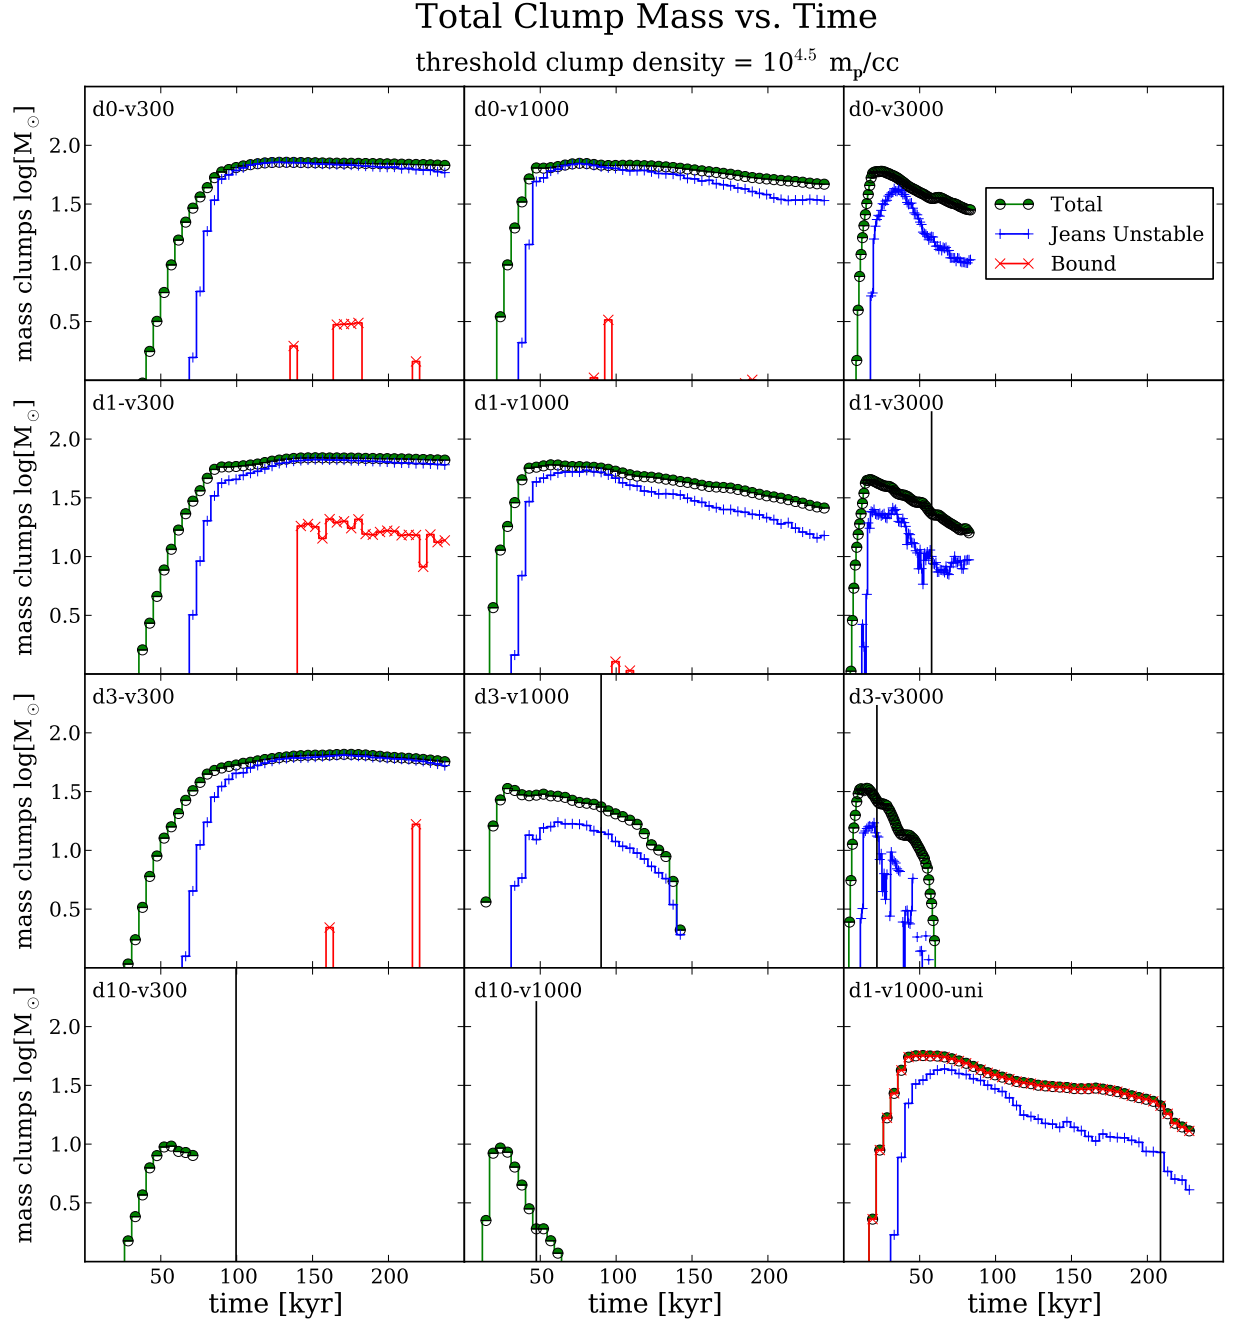 Total Clump Mass vs. Time
threshold clump density = 10^4.5 m_p/cc
d0-v300
d0-v1000
d0-v3000
mass clumps log[M_⊙]
2.0
1.5
1.0
0.5
Total
Jeans Unstable
Bound
d1-v300
d1-v1000
d1-v3000
mass clumps log[M_⊙]
2.0
1.5
1.0
0.5
d3-v300
d3-v1000
d3-v3000
mass clumps log[M_⊙]
2.0
1.5
1.0
0.5
d10-v300
d10-v1000
d1-v1000-uni
mass clumps log[M_⊙]
2.0
1.5
1.0
0.5
50 100 150 200
50 100 150 200
50 100 150 200
time [kyr]
time [kyr]
time [kyr]